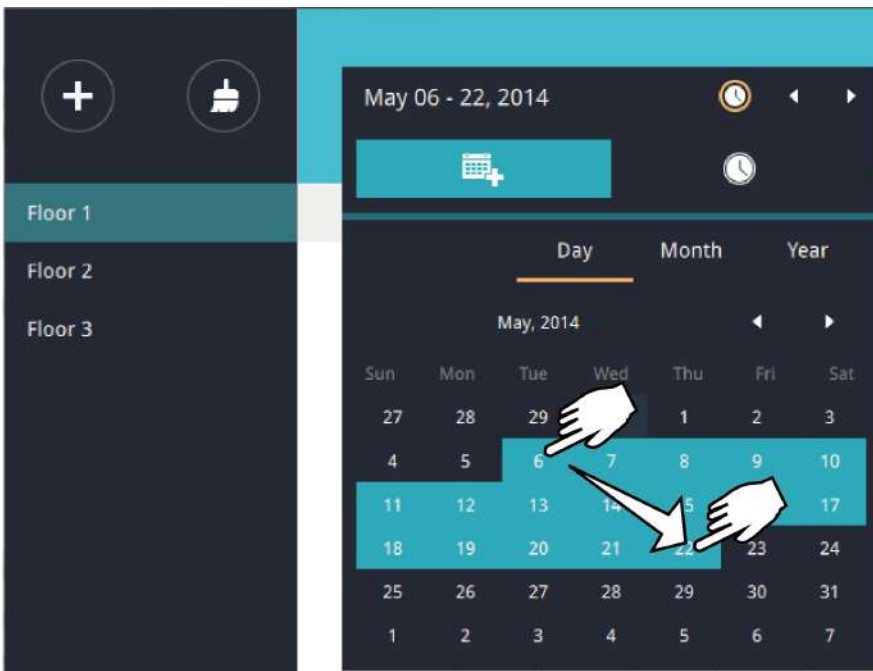 May 06 - 22, 2014
Floor 1
Floor 2
Floor 3
Day Month Year
May, 2014
Sun Mon Tue Wed Thu Fri Sat
27 28 29 1 2 3
4 5 6 7 8 9 10
11 12 13 14 17
18 19 20 21 22 23 24
25 26 27 28 29 30 31
1 2 3 4 5 6 7